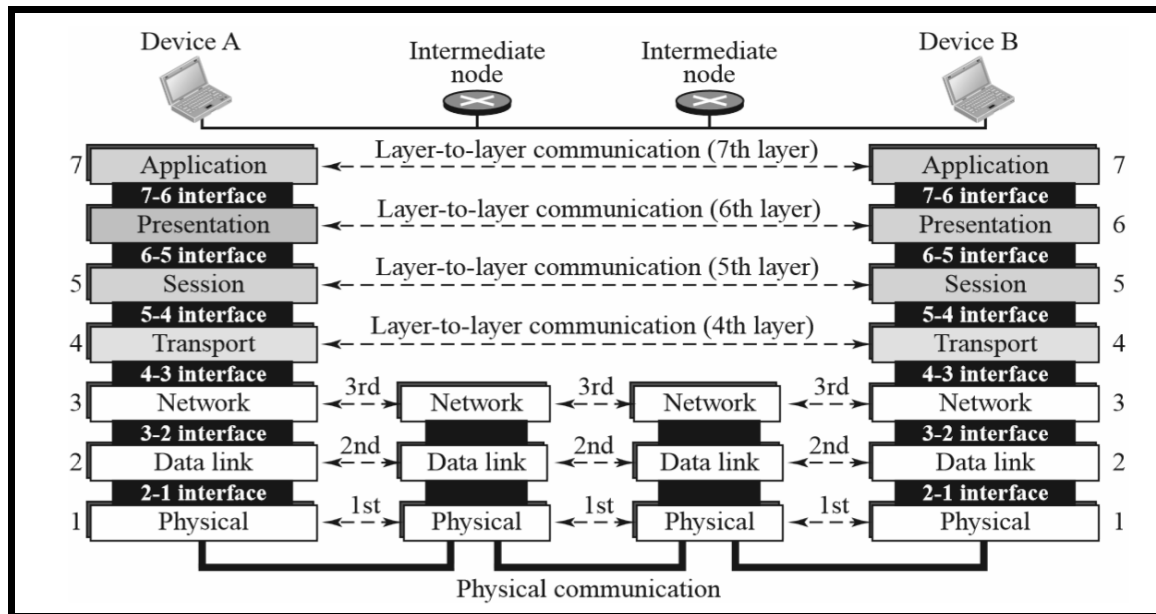 Device A
Intermediate
node
Intermediate
node
Device B
7 Application Layer-to-layer communication (7th layer) Application 7
7-6 interface 7-6 interface
Presentation Layer-to-layer communication (6th layer) Presentation 6
6-5 interface 6-5 interface
5 Session Layer-to-layer communication (5th layer) Session 5
5-4 interface 5-4 interface
4 Transport Layer-to-layer communication (4th layer) Transport 4
4-3 interface 4-3 interface
3 Network 3rd Network 3rd Network 3rd Network 3
3-2 interface 3-2 interface
2 Data link 2nd Data link 2nd Data link 2nd Data link 2
2-1 interface 2-1 interface
1 Physical 1st Physical 1st Physical 1st Physical 1
Physical communication